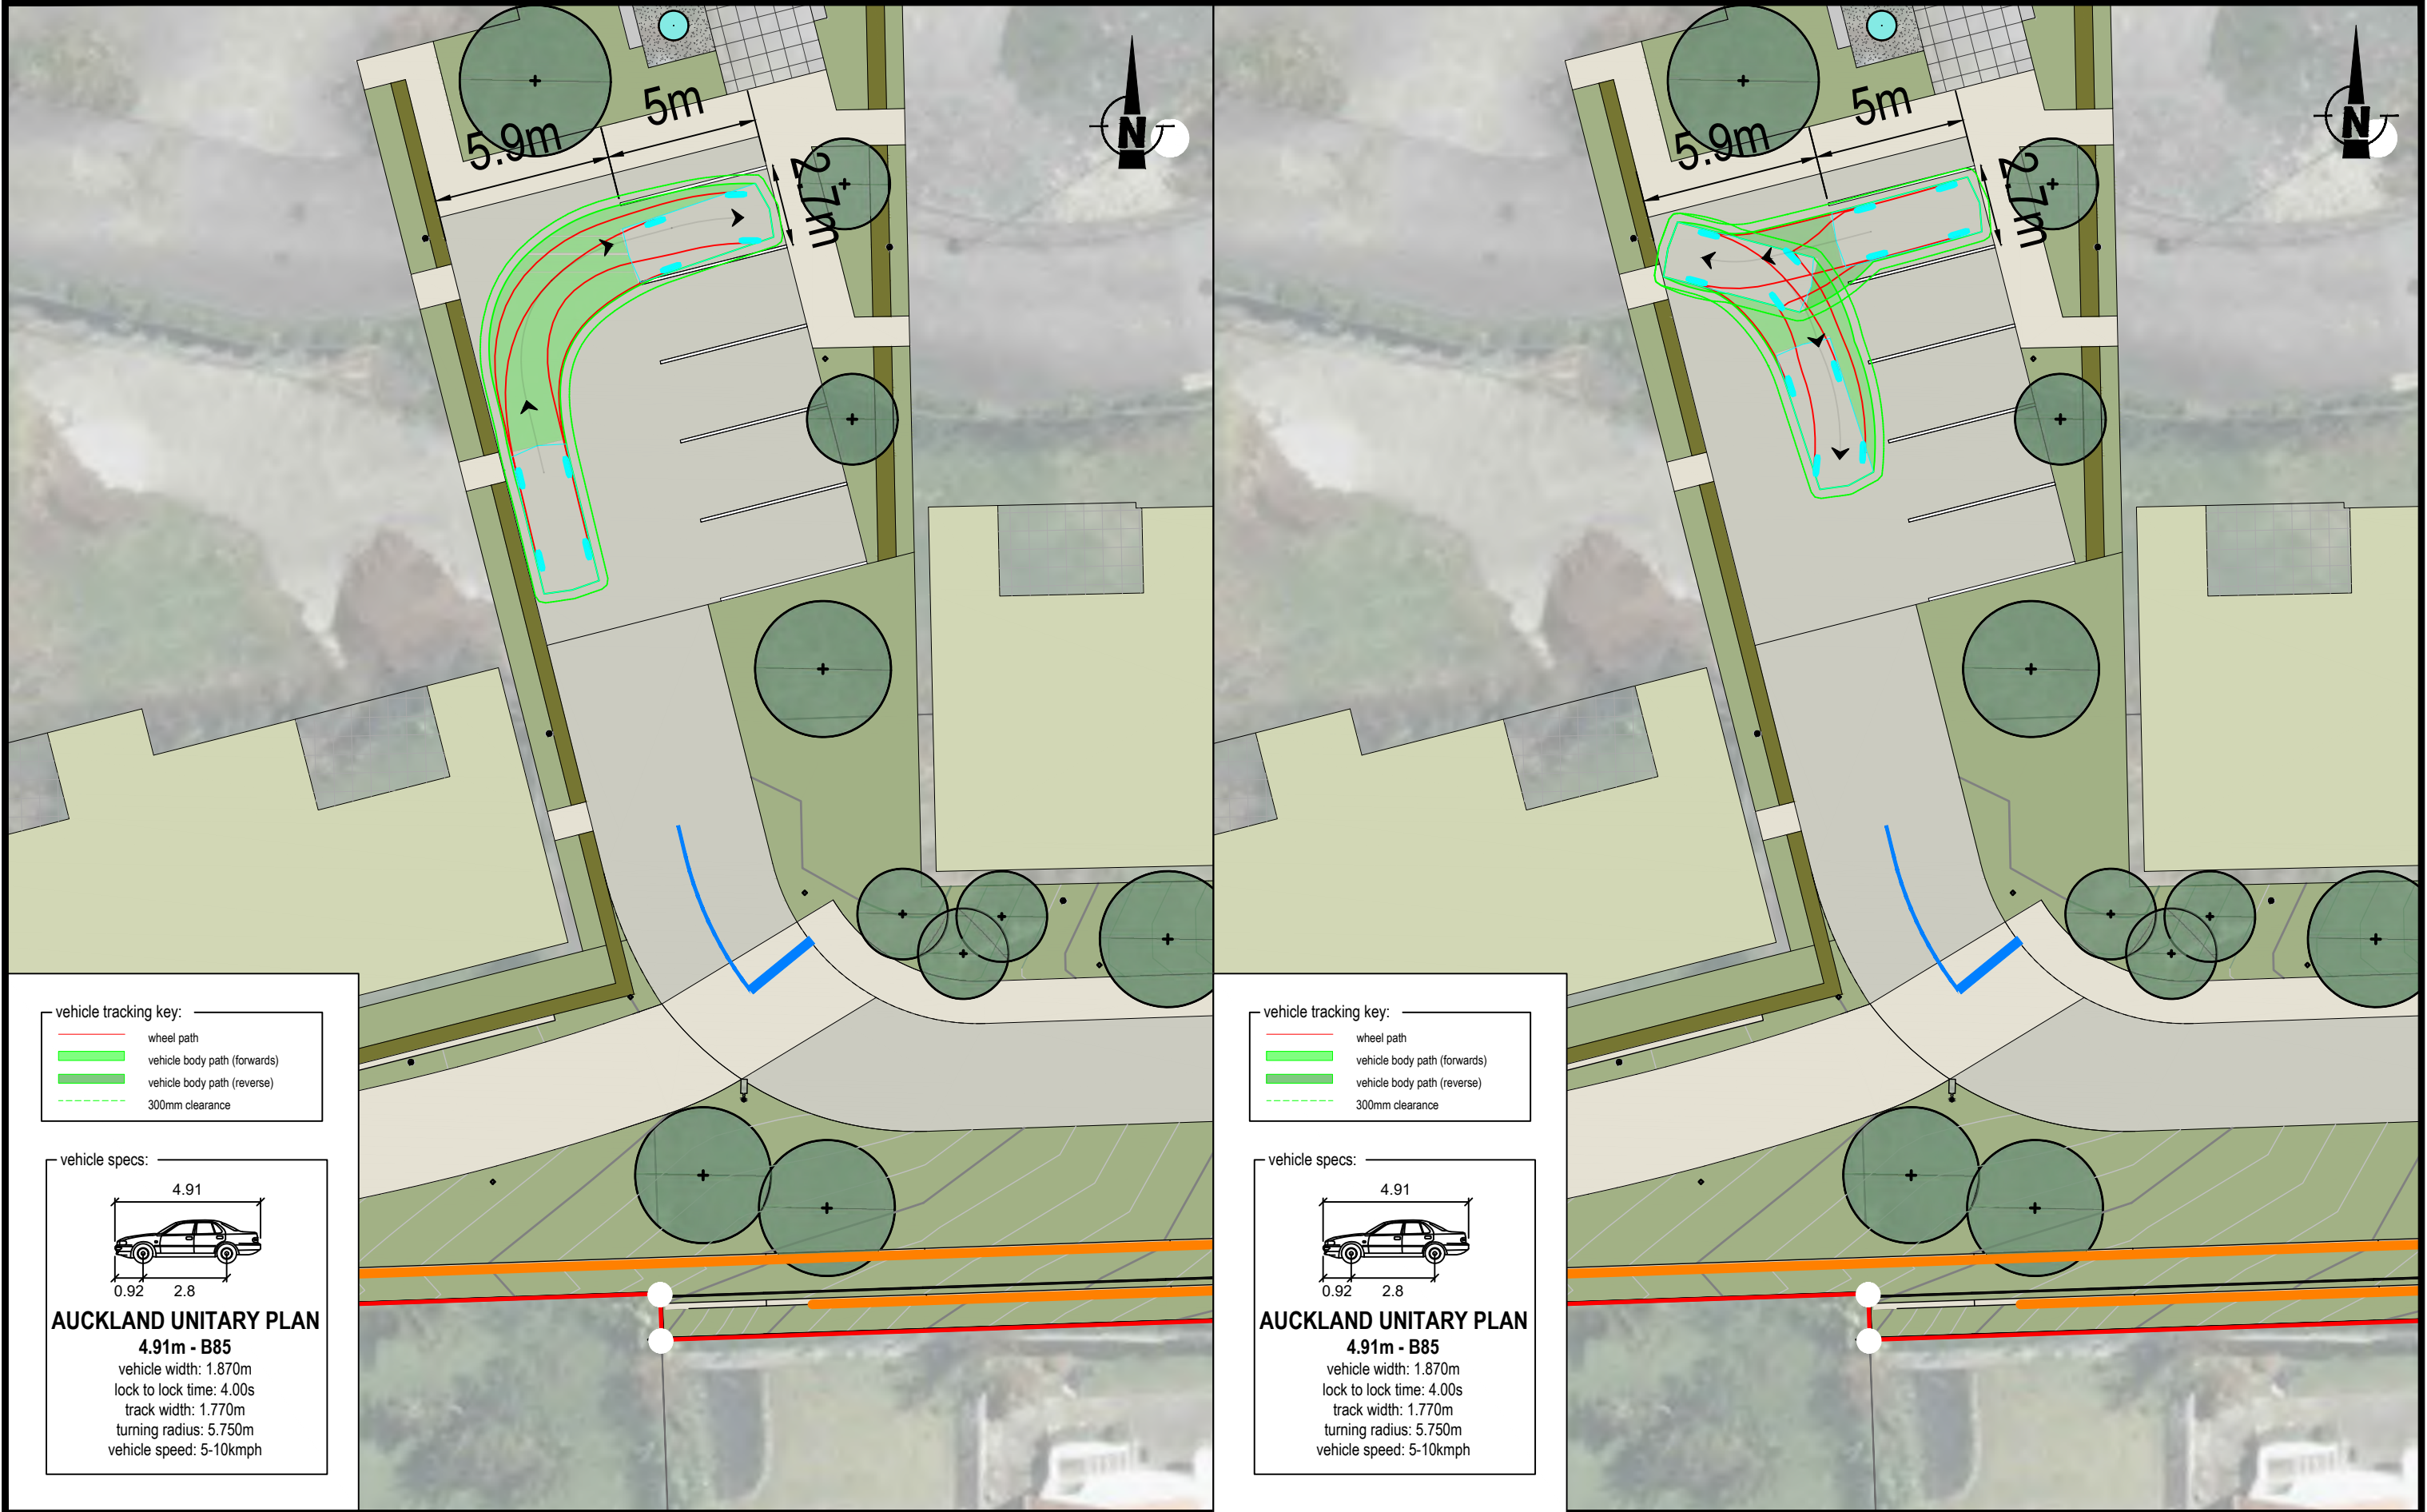 5.9m
5m
2.7m
N
vehicle tracking key:
wheel path
vehicle body path (forwards)
vehicle body path (reverse)
300mm clearance
vehicle specs:
4.91
0.92 2.8
AUCKLAND UNITARY PLAN
4.91m - B85
vehicle width: 1.870m
lock to lock time: 4.00s
track width: 1.770m
turning radius: 5.750m
vehicle speed: 5-10kmph
5.9m
5m
2.7m
N
vehicle tracking key:
wheel path
vehicle body path (forwards)
vehicle body path (reverse)
300mm clearance
vehicle specs:
4.91
0.92 2.8
AUCKLAND UNITARY PLAN
4.91m - B85
vehicle width: 1.870m
lock to lock time: 4.00s
track width: 1.770m
turning radius: 5.750m
vehicle speed: 5-10kmph